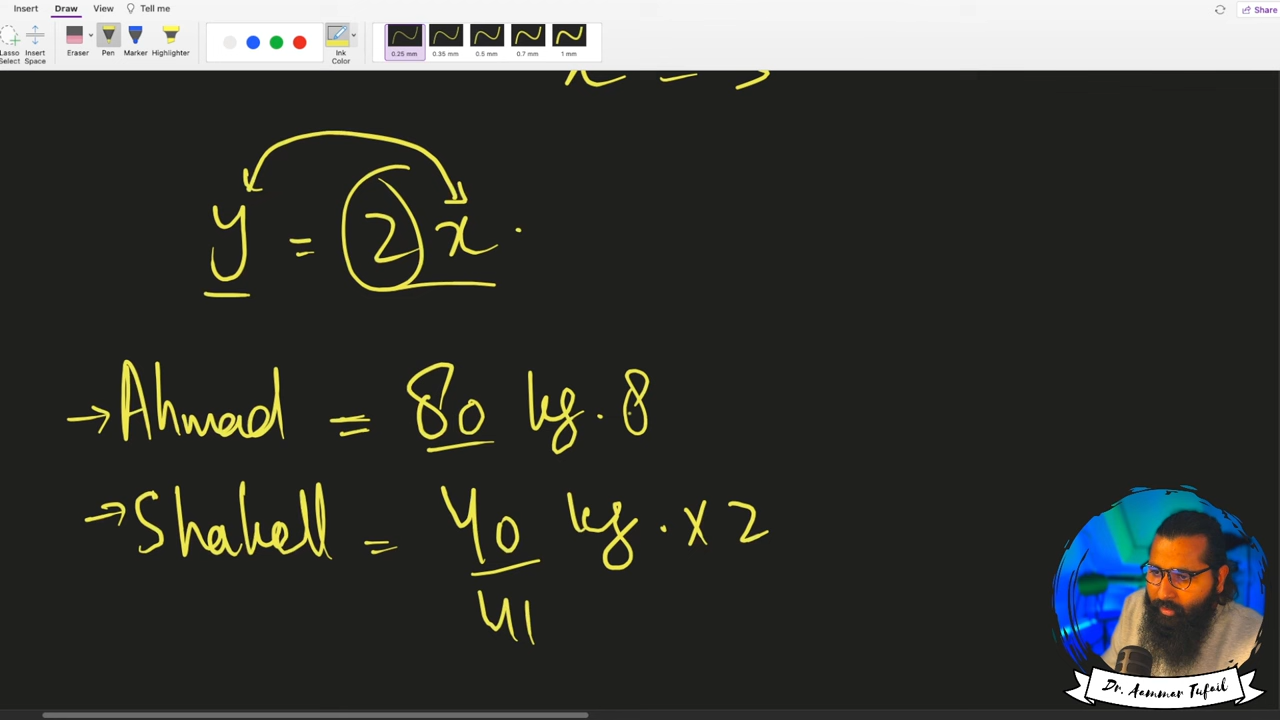 Insert Draw View Tell me
Share
Lasso Select
Insert Space
Eraser
Pen
Marker
Highlighter
Ink Color
0.25 mm
0.35 mm
0.5 mm
0.7 mm
1 mm
y = 2x.
→Ahmad = 80 kg. 8
→Shakell = 40 kg. x 2
41
Dr. Aammar Tufail